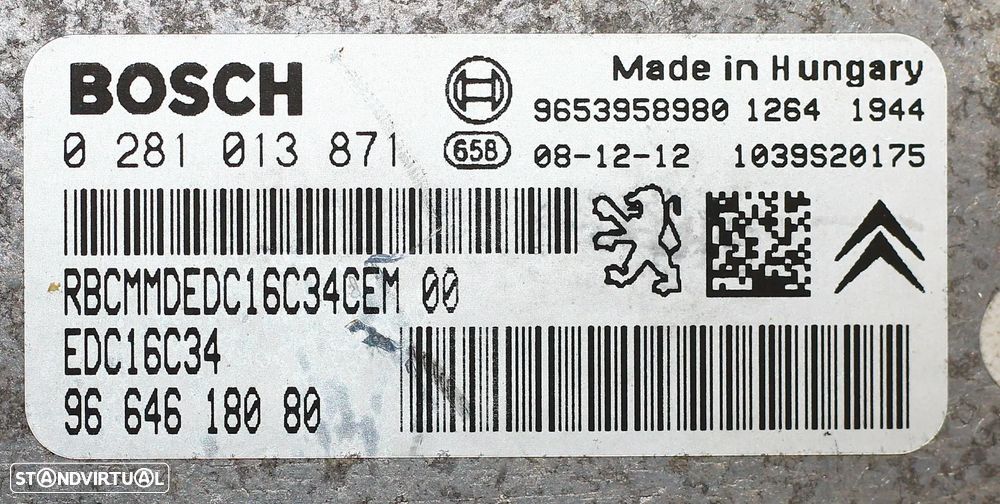 BOSCH
Made in Hungary
9653958980 1264 1944
0 281 013 871
658
08-12-12 1039S20175
RBCMMDEDC16C34CEM 00
EDC16C34
96 646 180 80
STANDVIRTUAL